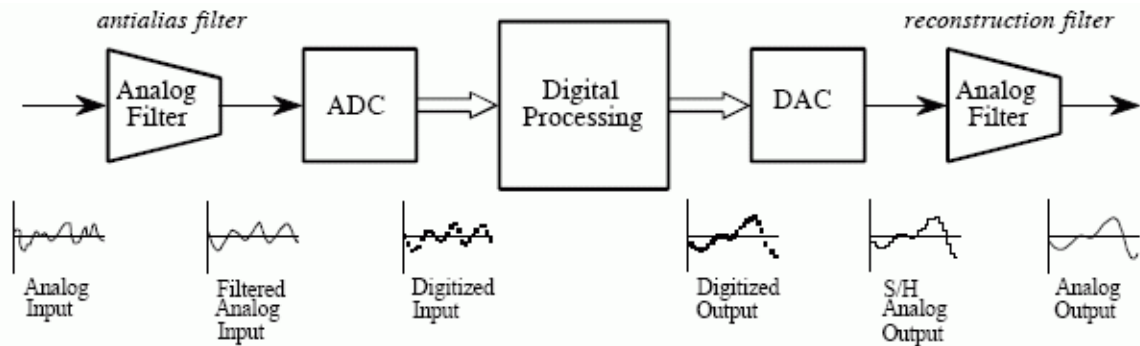 antialias filter
reconstruction filter
Analog
Filter
ADC
Digital
Processing
DAC
Analog
Filter
Analog
Input
Filtered
Analog
Input
Digitized
Input
Digitized
Output
S/H
Analog
Output
Analog
Output